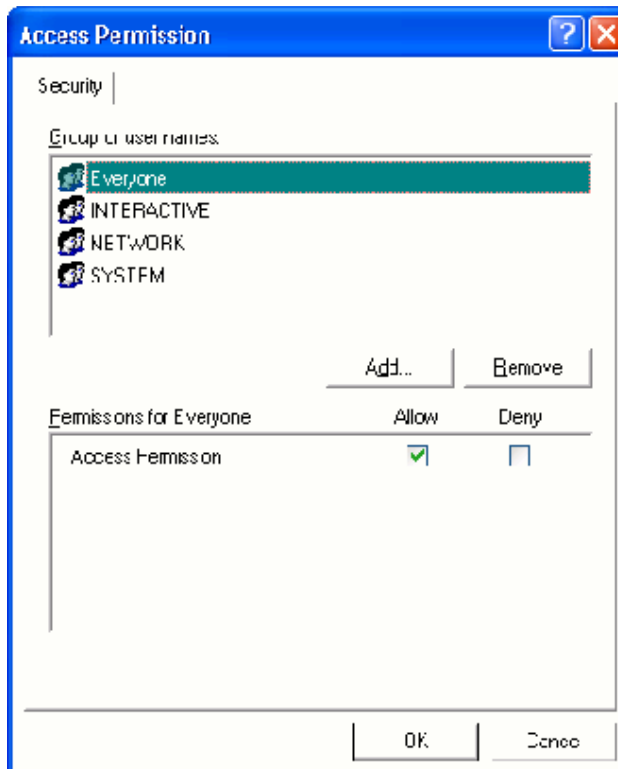 Access Permission
Security
Group or user names:
Everyone
INTERACTIVE
NETWORK
SYSTEM
Add... Remove
Permissions for Everyone Allow Deny
Access Permission
OK Cancel